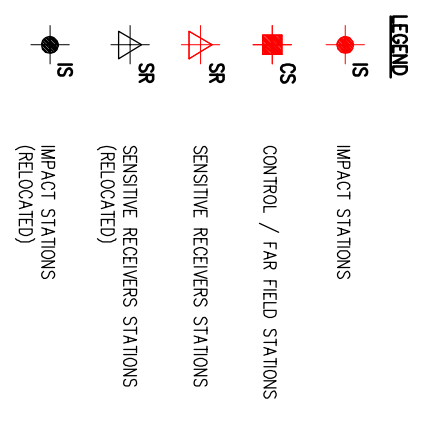 LEGEND
IS IMPACT STATIONS
CS CONTROL / FAR FIELD STATIONS
SR SENSITIVE RECEIVERS STATIONS
SR SENSITIVE RECEIVERS STATIONS
(RELOCATED)
IS IMPACT STATIONS
(RELOCATED)